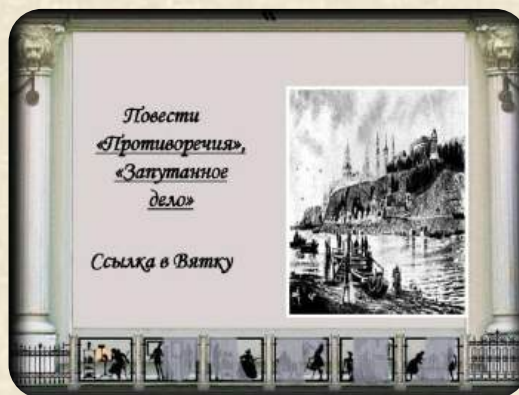 Повести
«Противоречия»,
«Запутанное
дело»
Ссылка в Вятку